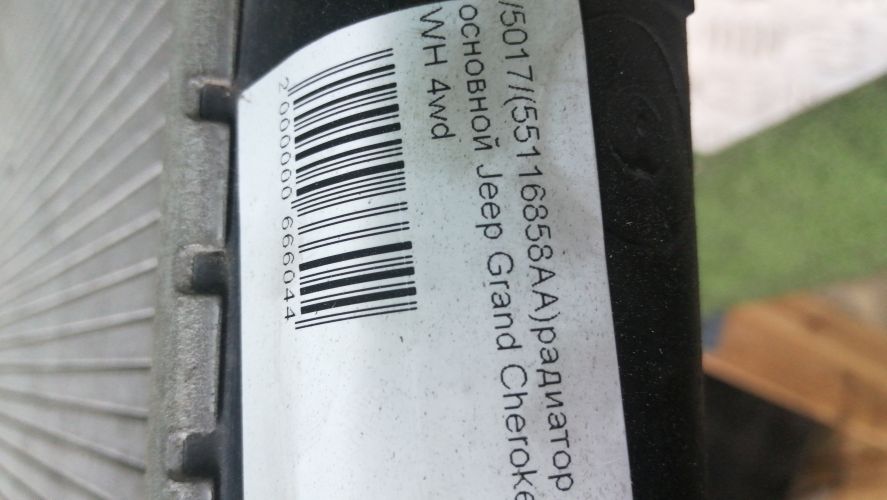 /5017/(55116858AA)радиатор
основной Jeep Grand Cheroke
WH 4wd
2 000000 666044